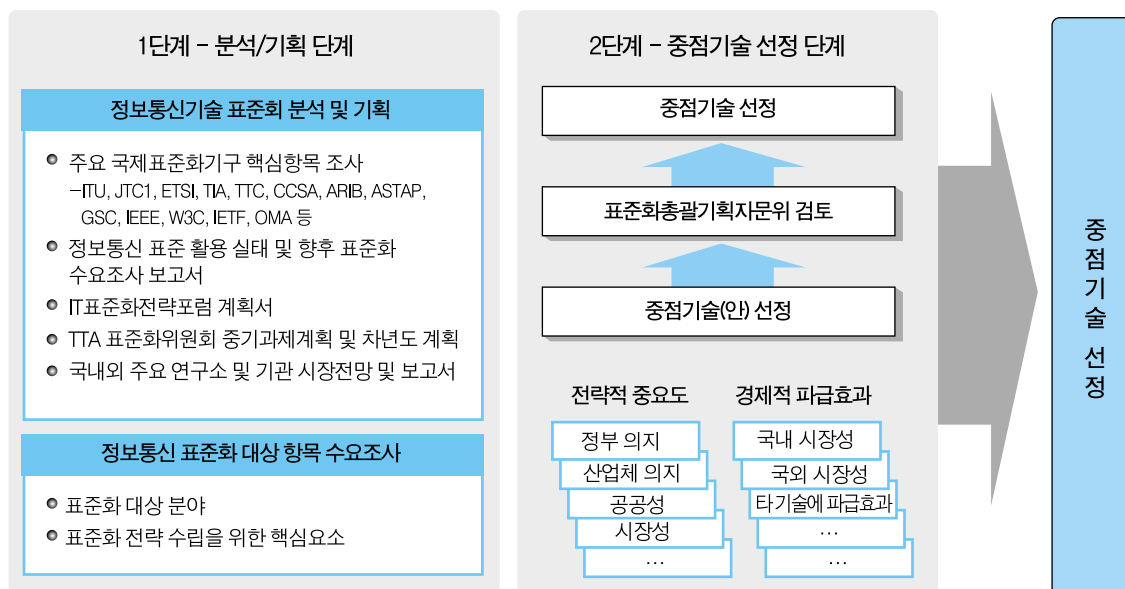 1단계 - 분석/기획 단계
정보통신기술 표준회 분석 및 기획
주요 국제표준화기구 핵심항목 조사
-ITU, JTC1, ETSI, TIA, TTC, CCSA, ARIB, ASTAP,
GSC, IEEE, W3C, IETF, OMA 등
정보통신 표준 활용 실태 및 향후 표준화
수요조사 보고서
IT표준화전략포럼 계획서
TTA 표준화위원회 중기과제계획 및 차년도 계획
국내외 주요 연구소 및 기관 시장전망 및 보고서
정보통신 표준화 대상 항목 수요조사
표준화 대상 분야
표준화 전략 수립을 위한 핵심요소
2단계 - 중점기술 선정 단계
중점기술 선정
표준화총괄기획자문위 검토
중점기술(안) 선정
전략적 중요도
정부 의지
산업체 의지
공공성
시장성
...
경제적 파급효과
국내 시장성
국외 시장성
타기술에 파급효과
...
...
중점기술 선정